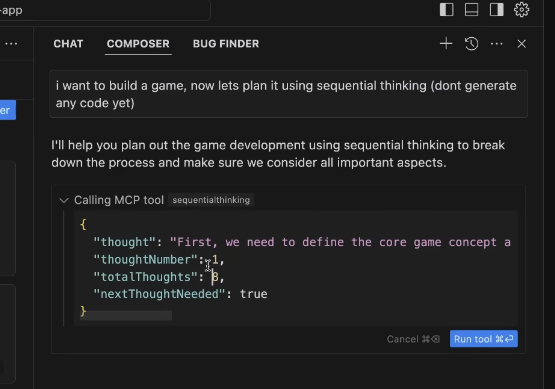 -app
CHAT COMPOSER BUG FINDER
i want to build a game, now lets plan it using sequential thinking (dont generate
any code yet)
er
I'll help you plan out the game development using sequential thinking to break
down the process and make sure we consider all important aspects.
Calling MCP tool sequentialthinking
{
"thought": "First, we need to define the core game concept a
"thoughtNumber": 1,
"totalThoughts": 8,
"nextThoughtNeeded": true
}
Cancel ⌘⌫ Run tool ⌘⏎